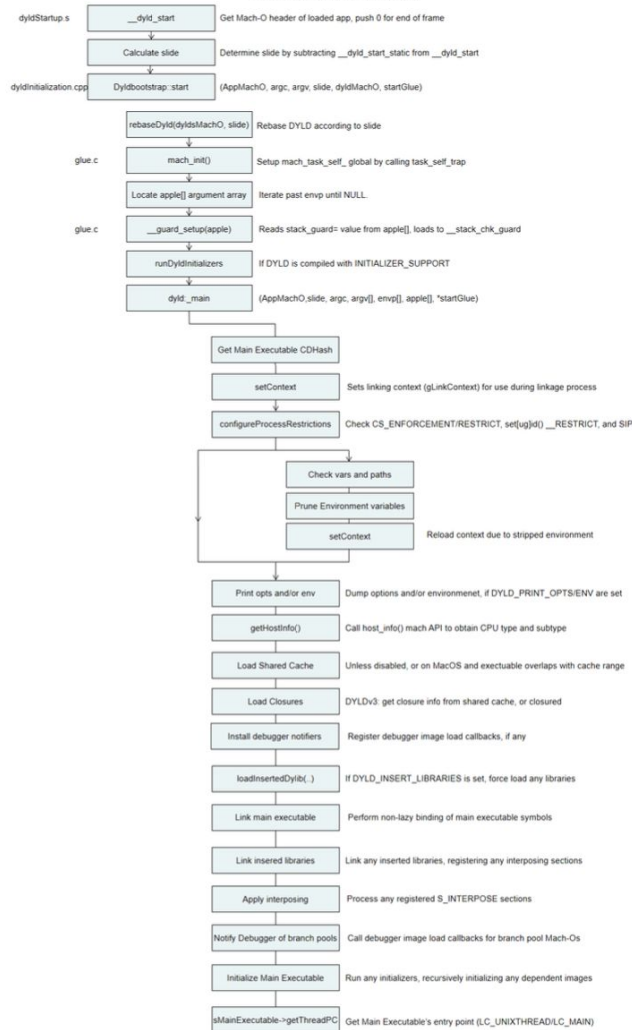 dyldStartup.s __dyld_start Get Mach-O header of loaded app, push 0 for end of frame
Calculate slide Determine slide by subtracting __dyld_start_static from __dyld_start
dyldInitialization.cpp Dyldbootstrap::start (AppMachO, argc, argv, slide, dyldMachO, startGlue)
rebaseDyld(dyldsMachO, slide) Rebase DYLD according to slide
glue.c mach_init() Setup mach_task_self_ global by calling task_self_trap
Locate apple[] argument array Iterate past envp until NULL.
glue.c __guard_setup(apple) Reads stack_guard= value from apple[], loads to __stack_chk_guard
runDyldInitializers If DYLD is compiled with INITIALIZER_SUPPORT
dyld:_main (AppMachO,slide, argc, argv[], envp[], apple[], *startGlue)
Get Main Executable CDHash
setContext Sets linking context (gLinkContext) for use during linkage process
configureProcessRestrictions Check CS_ENFORCEMENT/RESTRICT, set[ug]id() __RESTRICT, and SIP
Check vars and paths
Prune Environment variables
setContext Reload context due to stripped environment
Print opts and/or env Dump options and/or environmenet, if DYLD_PRINT_OPTS/ENV are set
getHostInfo() Call host_info() mach API to obtain CPU type and subtype
Load Shared Cache Unless disabled, or on MacOS and exectuable overlaps with cache range
Load Closures DYLDv3: get closure info from shared cache, or closured
Install debugger notifiers Register debugger image load callbacks, if any
loadInsertedDylib(..) If DYLD_INSERT_LIBRARIES is set, force load any libraries
Link main executable Perform non-lazy binding of main executable symbols
Link insered libraries Link any inserted libraries, registering any interposing sections
Apply interposing Process any registered S_INTERPOSE sections
Notify Debugger of branch pools Call debugger image load callbacks for branch pool Mach-Os
Initialize Main Executable Run any initializers, recursively initializing any dependent images
sMainExecutable->getThreadPC Get Main Executable's entry point (LC_UNIXTHREAD/LC_MAIN)